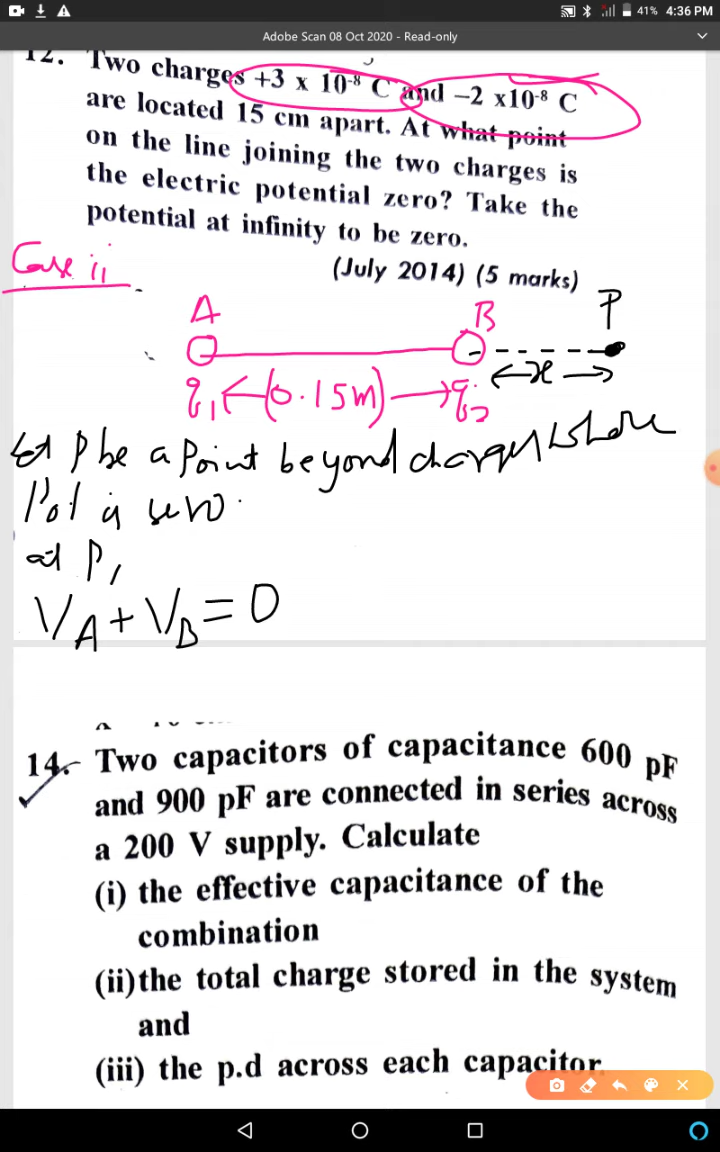 41% 4:36 PM
Adobe Scan 08 Oct 2020 - Read-only
12. Two charges +3 x 10⁻⁸ C and –2 x10⁻⁸ C
are located 15 cm apart. At what point
on the line joining the two charges is
the electric potential zero? Take the
potential at infinity to be zero.
(July 2014) (5 marks)
Case ii
A B P
q₁ ←(0.15m)→ q₂ ←x→
let P be a Point beyond charges where
Pot is zero.
at P,
V_A + V_B = 0
14. Two capacitors of capacitance 600 pF
and 900 pF are connected in series across
a 200 V supply. Calculate
(i) the effective capacitance of the
combination
(ii) the total charge stored in the system
and
(iii) the p.d across each capacitor.